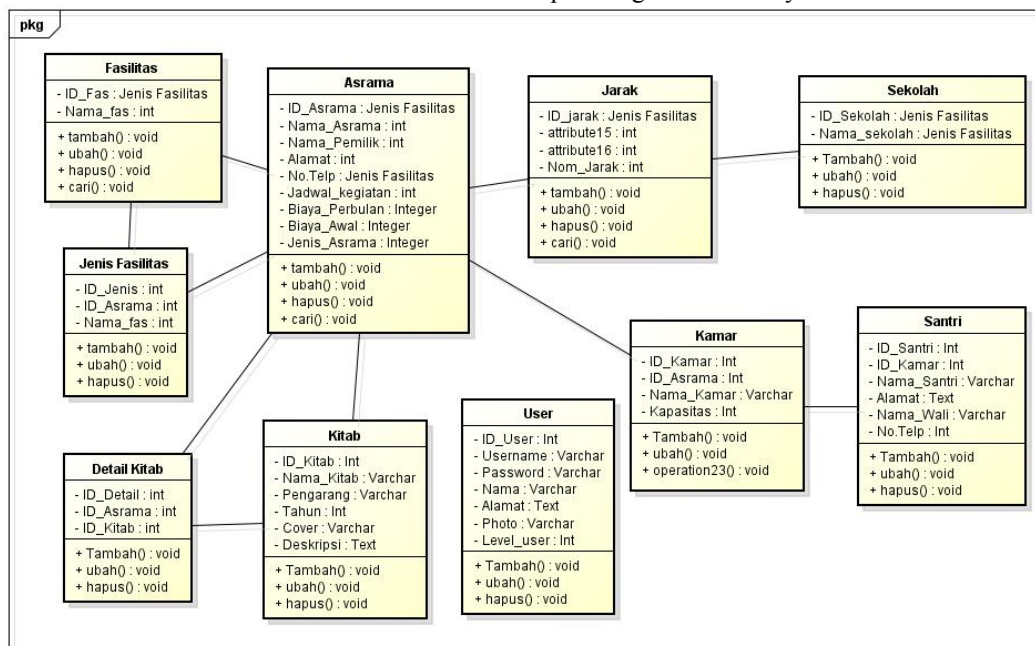 pkg
Fasilitas
- ID_Fas : Jenis Fasilitas
- Nama_fas : int
+ tambah() : void
+ ubah() : void
+ hapus() : void
+ cari() : void
Asrama
- ID_Asrama : Jenis Fasilitas
- Nama_Asrama : int
- Nama_Pemilik : int
- Alamat : int
- No.Telp : Jenis Fasilitas
- Jadwal_kegiatan : int
- Biaya_Perbulan : Integer
- Biaya_Awal : Integer
- Jenis_Asrama : Integer
+ tambah() : void
+ ubah() : void
+ hapus() : void
+ cari() : void
Jarak
- ID_jarak : Jenis Fasilitas
- attribute15 : int
- attribute16 : int
- Nom_Jarak : int
+ tambah() : void
+ ubah() : void
+ hapus() : void
+ cari() : void
Sekolah
- ID_Sekolah : Jenis Fasilitas
- Nama_sekolah : Jenis Fasilitas
+ Tambah() : void
+ ubah() : void
+ hapus() : void
Jenis Fasilitas
- ID_Jenis : int
- ID_Asrama : int
- Nama_fas : int
+ tambah() : void
+ ubah() : void
+ hapus() : void
Kamar
- ID_Kamar : Int
- ID_Asrama : Int
- Nama_Kamar : Varchar
- Kapasitas : Int
+ Tambah() : void
+ ubah() : void
+ operation23() : void
Santri
- ID_Santri : Int
- ID_Kamar : Int
- Nama_Santri : Varchar
- Alamat : Text
- Nama_Wali : Varchar
- No.Telp : Int
+ Tambah() : void
+ ubah() : void
+ hapus() : void
Detail Kitab
- ID_Detail : int
- ID_Asrama : int
- ID_Kitab : int
+ Tambah() : void
+ ubah() : void
+ hapus() : void
Kitab
- ID_Kitab : Int
- Nama_Kitab : Varchar
- Pengarang : Varchar
- Tahun : Int
- Cover : Varchar
- Deskripsi : Text
+ Tambah() : void
+ ubah() : void
+ hapus() : void
User
- ID_User : Int
- Username : Varchar
- Password : Varchar
- Nama : Varchar
- Alamat : Text
- Photo : Varchar
- Level_user : Int
+ Tambah() : void
+ ubah() : void
+ hapus() : void